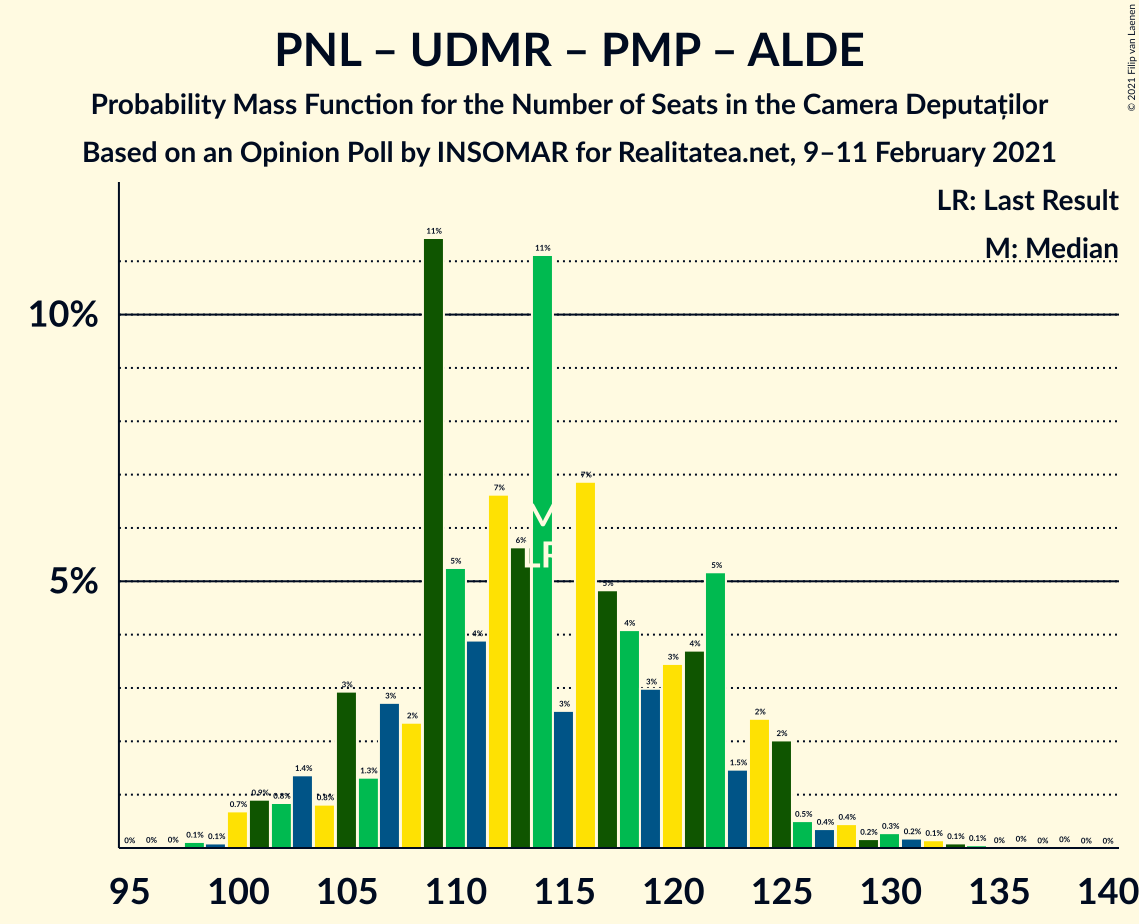 PNL – UDMR – PMP – ALDE
Probability Mass Function for the Number of Seats in the Camera Deputaților
Based on an Opinion Poll by INSOMAR for Realitatea.net, 9–11 February 2021
© 2021 Filip van Laenen
LR: Last Result
M: Median
10%
5%
0% 0% 0% 0.1% 0.1% 0.7% 0.9% 0.8% 1.4% 0.8% 3% 1.3% 3% 2% 11% 5% 4% 7% 6% 11% 3% 7% 5% 4% 3% 3% 4% 5% 1.5% 2% 2% 0.5% 0.4% 0.4% 0.2% 0.3% 0.2% 0.1% 0.1% 0.1% 0% 0% 0% 0% 0% 0%
M
LR
95 100 105 110 115 120 125 130 135 140